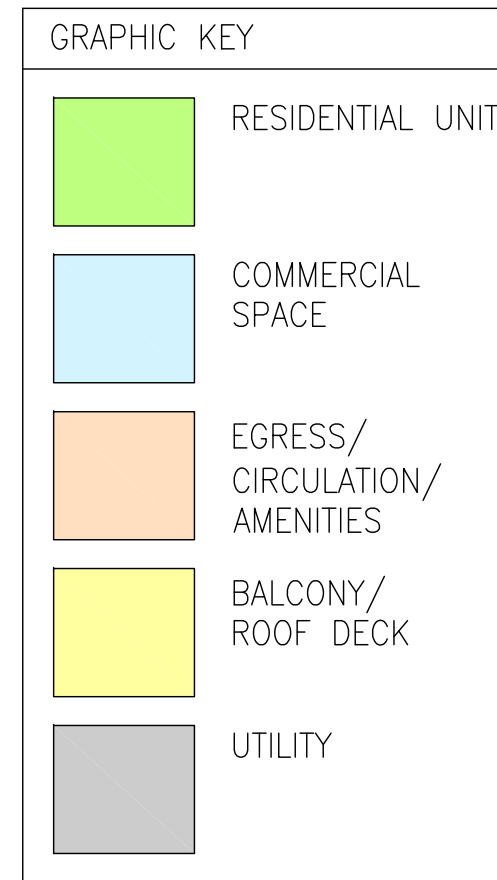 GRAPHIC KEY
RESIDENTIAL UNIT
COMMERCIAL
SPACE
EGRESS/
CIRCULATION/
AMENITIES
BALCONY/
ROOF DECK
UTILITY